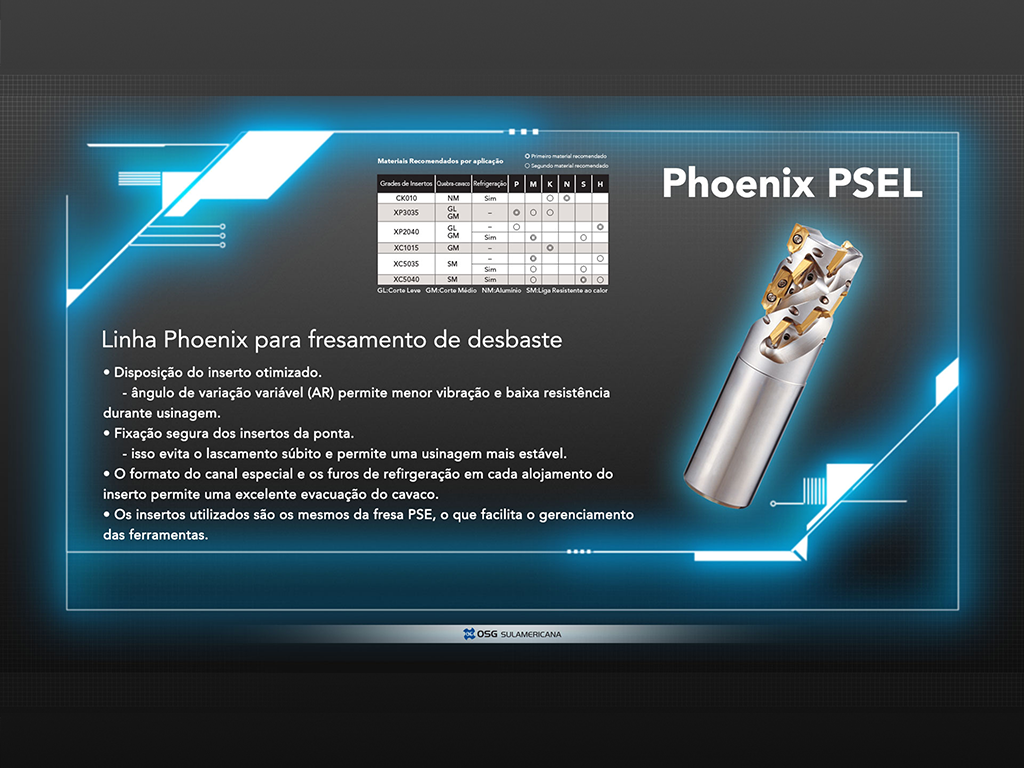 Materiais Recomendados por aplicação
Primeiro material recomendado
Segundo material recomendado
Phoenix PSEL
Grades de Insertos Quebra-cavaco Refrigeração P M K N S H
CK010 NM Sim ○ ◎
XP3035 GL GM – ◎ ○ ○
XP2040 GL GM – ○ ◎
Sim ◎ ○
XC1015 GM – ◎
XC5035 SM – ◎ ○
Sim ○ ○
XC5040 SM Sim ○ ◎ ○
GL:Corte Leve GM:Corte Médio NM:Alumínio SM:Liga Resistente ao calor
Linha Phoenix para fresamento de desbaste
• Disposição do inserto otimizado.
- ângulo de variação variável (AR) permite menor vibração e baixa resistência
durante usinagem.
• Fixação segura dos insertos da ponta.
- isso evita o lascamento súbito e permite uma usinagem mais estável.
• O formato do canal especial e os furos de refirgeração em cada alojamento do
inserto permite uma excelente evacuação do cavaco.
• Os insertos utilizados são os mesmos da fresa PSE, o que facilita o gerenciamento
das ferramentas.
OSG SULAMERICANA